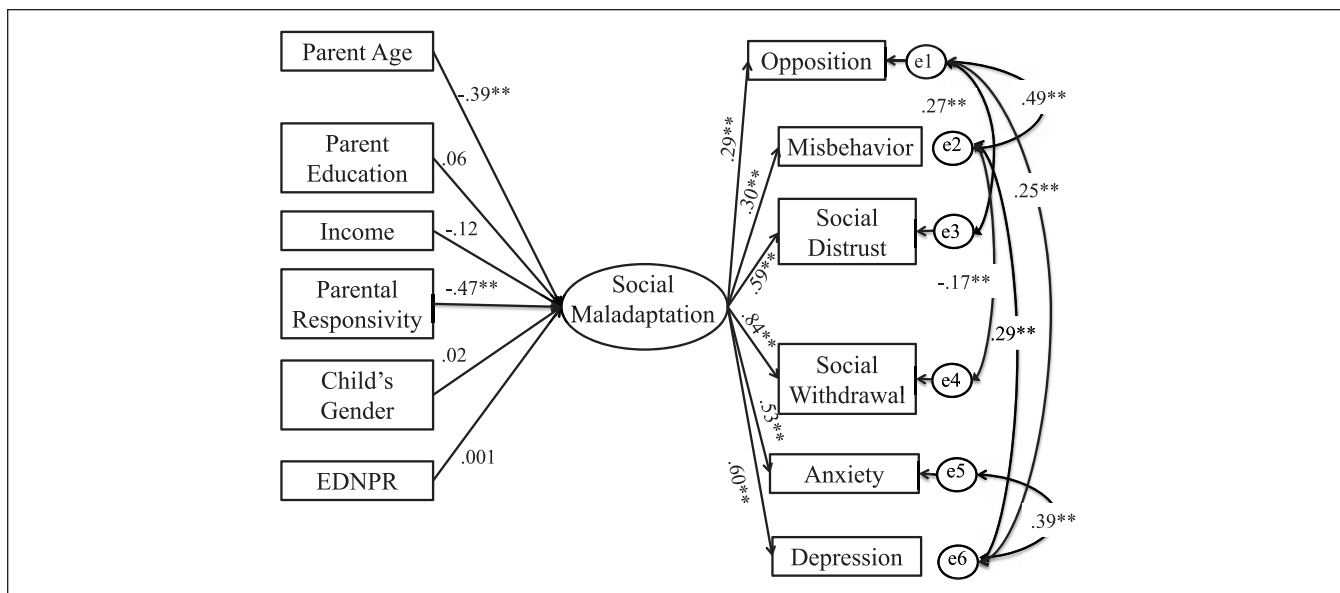 Parent Age
-.39**
Parent
Education
.06
Income
-.12
Parental
Responsivity
-.47**
Child's
Gender
.02
EDNPR
.001
Social
Maladaptation
.29**
.30**
.59**
.84**
.53**
.60**
Opposition
e1
Misbehavior
e2
Social
Distrust
e3
Social
Withdrawal
e4
Anxiety
e5
Depression
e6
.27**
.49**
.25**
-.17**
.29**
.39**